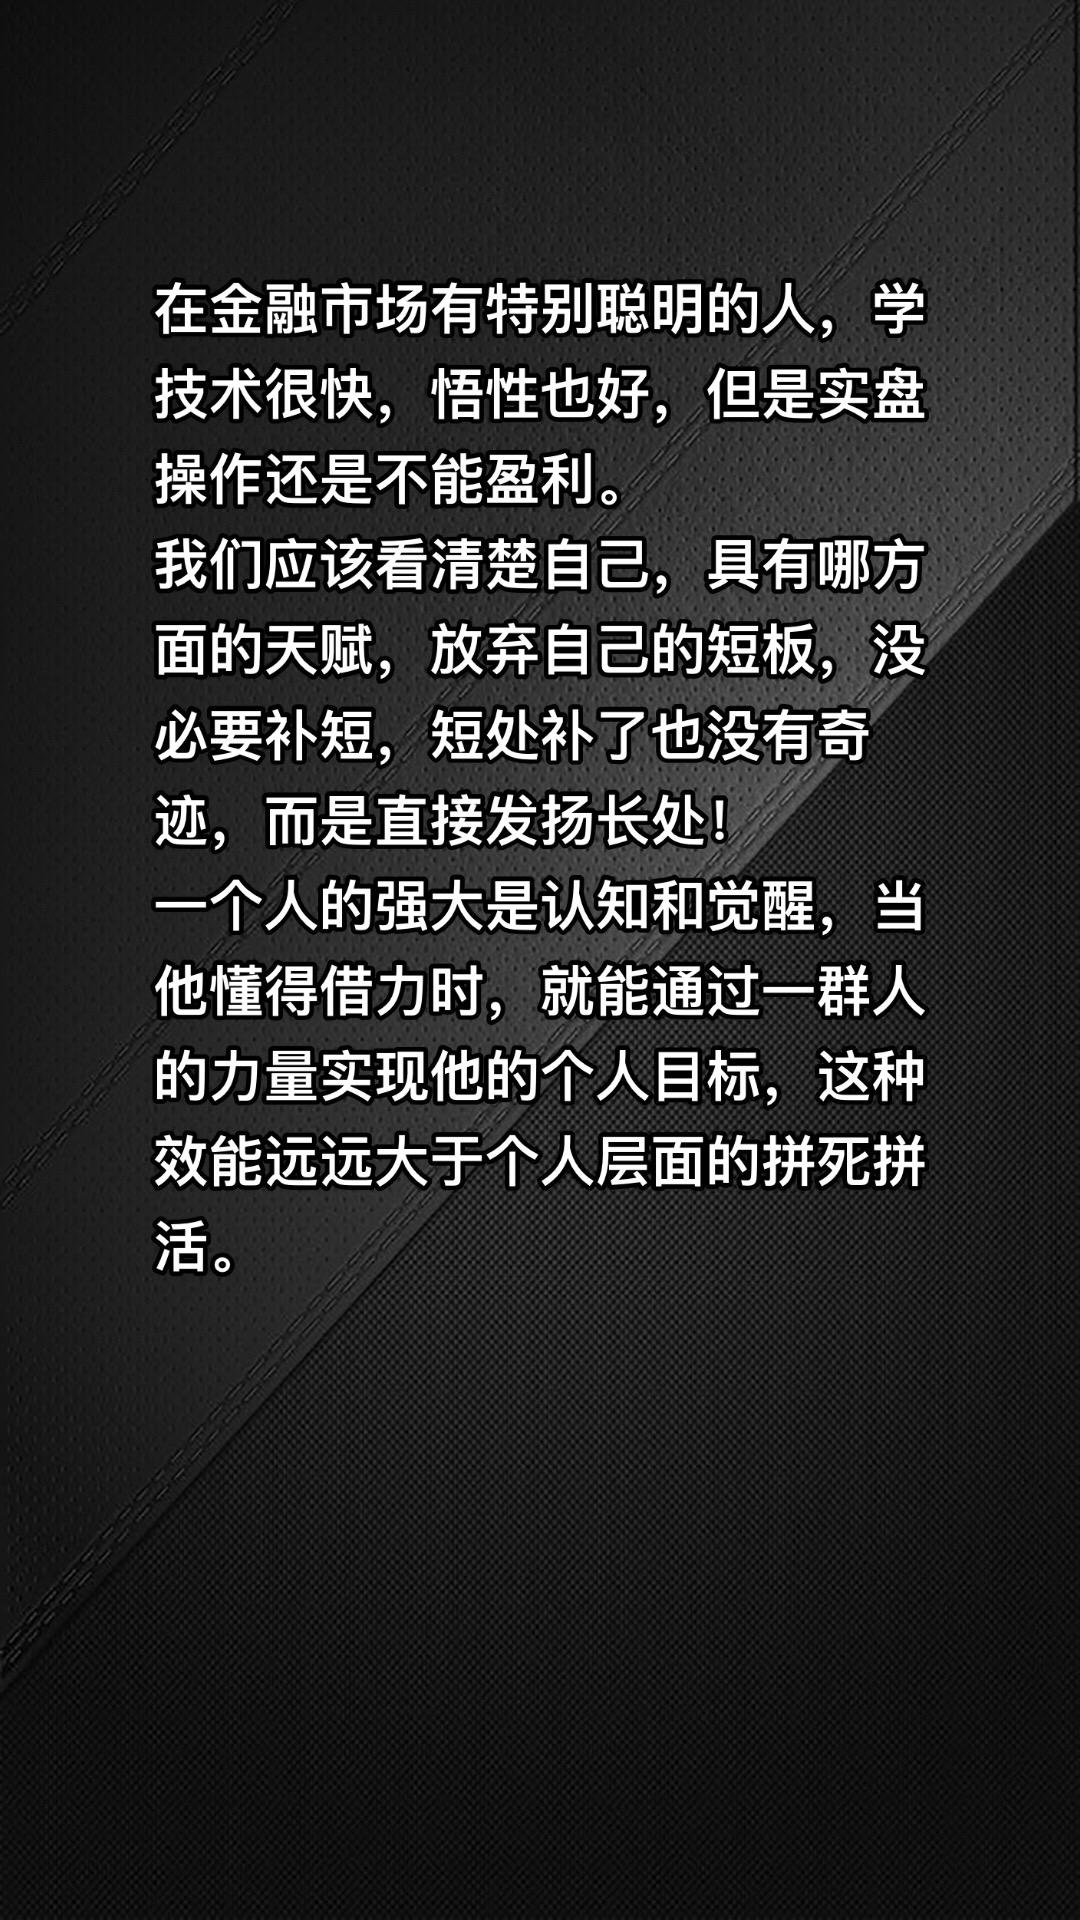 在金融市场有特别聪明的人，学
技术很快，悟性也好，但是实盘
操作还是不能盈利。
我们应该看清楚自己，具有哪方
面的天赋，放弃自己的短板，没
必要补短，短处补了也没有奇
迹，而是直接发扬长处！
一个人的强大是认知和觉醒，当
他懂得借力时，就能通过一群人
的力量实现他的个人目标，这种
效能远远大于个人层面的拼死拼
活。